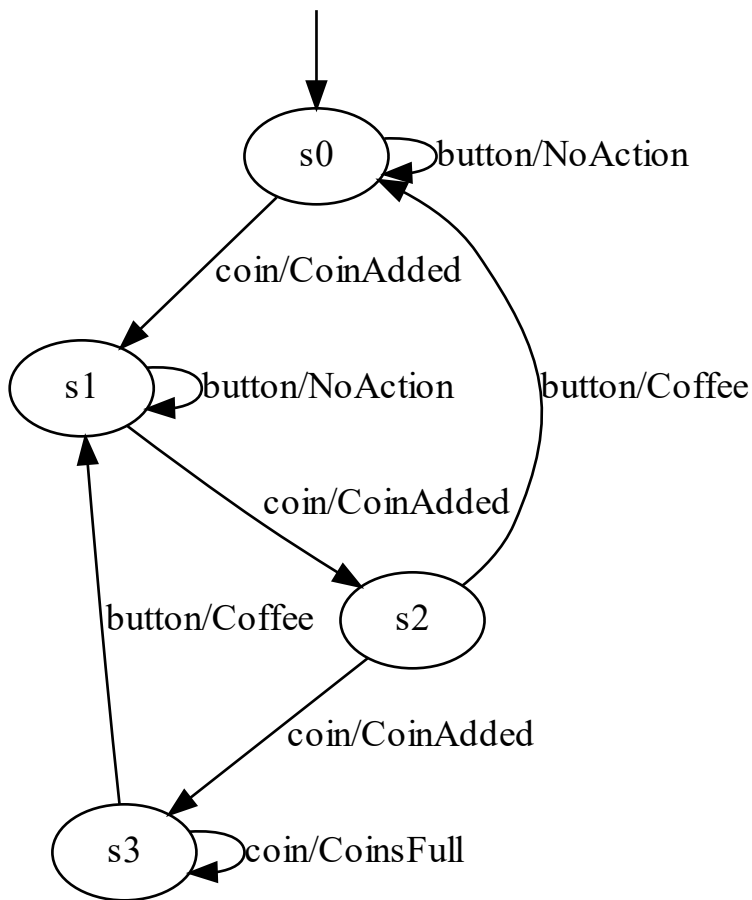 s0
button/NoAction
coin/CoinAdded
s1
button/NoAction
button/Coffee
coin/CoinAdded
s2
button/Coffee
coin/CoinAdded
s3
coin/CoinsFull